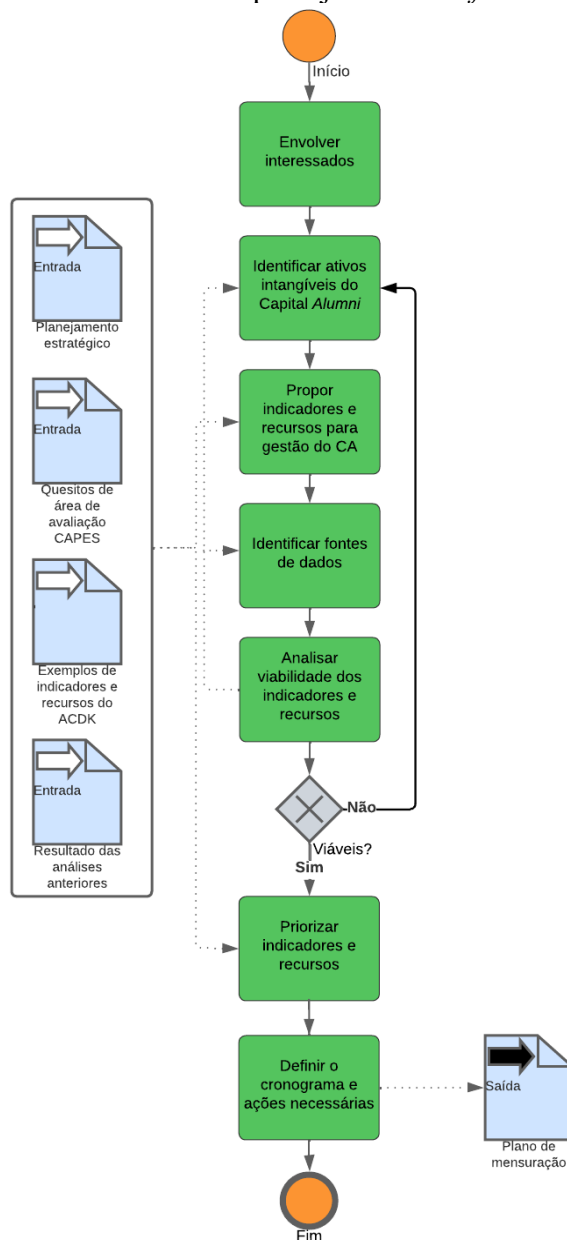 Início
Envolver
interessados
Entrada
Planejamento
estratégico
Entrada
Quesitos de
área de
avaliação
CAPES
Exemplos de
indicadores e
recursos do
ACDK
Entrada
Resultado das
análises
anteriores
Identificar ativos
intangíveis do
Capital Alumni
Propor
indicadores e
recursos para
gestão do CA
Identificar fontes
de dados
Analisar
viabilidade dos
indicadores e
recursos
Não
Viáveis?
Sim
Priorizar
indicadores e
recursos
Definir o
cronograma e
ações necessárias
Saída
Plano de
mensuração
Fim